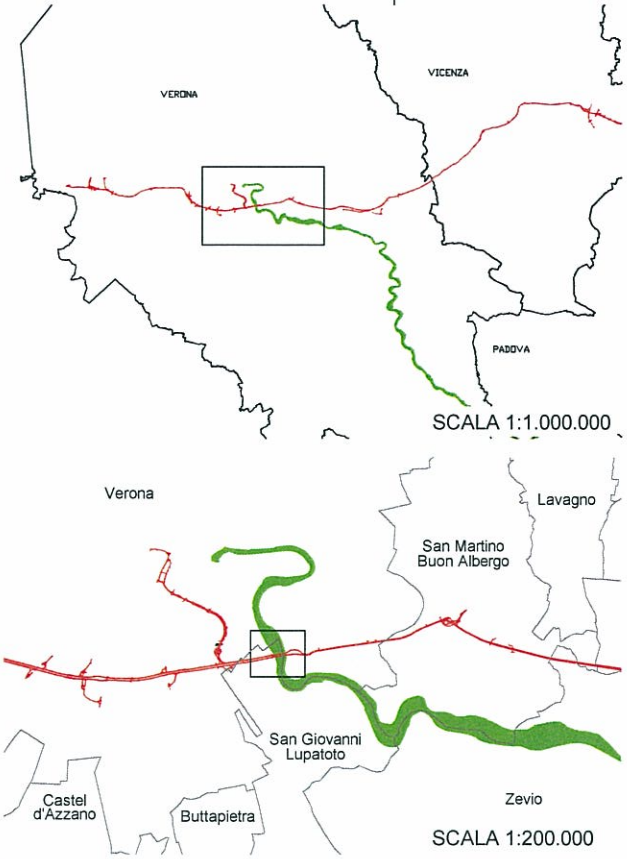 VICENZA
VERONA
PADOVA
SCALA 1:1.000.000
Verona
Lavagno
San Martino
Buon Albergo
San Giovanni
Lupatoto
Castel
d'Azzano
Buttapietra
Zevio
SCALA 1:200.000